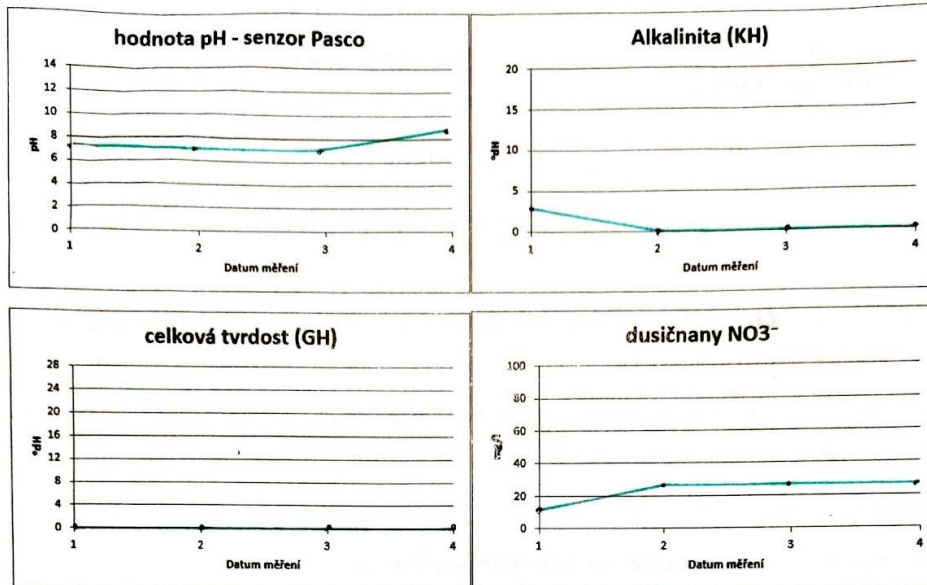 hodnota pH - senzor Pasco
14
12
10
8
6
4
2
0
pH
1 2 3 4
Datum měření
Alkalinita (KH)
20
15
10
5
0
°dH
1 2 3 4
Datum měření
celková tvrdost (GH)
28
24
20
16
12
8
4
0
°dH
1 2 3 4
Datum měření
dusičnany NO3⁻
100
80
60
40
20
0
mg/l
1 2 3 4
Datum měření